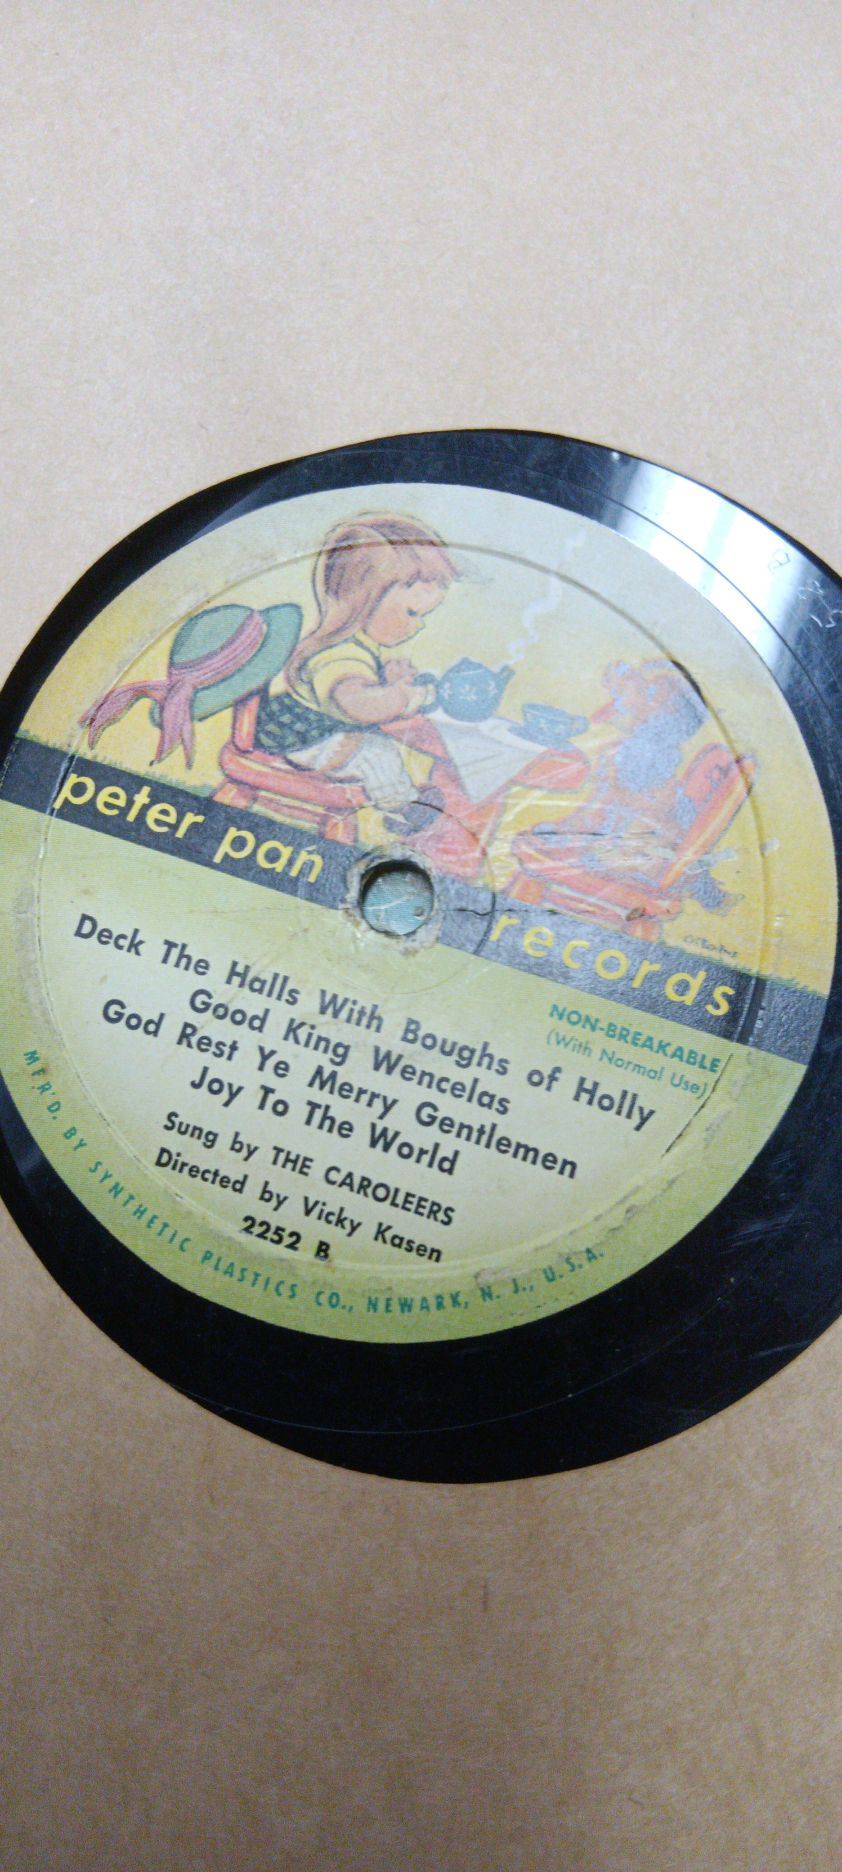 peter pan records
NON-BREAKABLE
(With Normal Use)
Deck The Halls With Boughs of Holly
Good King Wencelas
God Rest Ye Merry Gentlemen
Joy To The World
Sung by THE CAROLEERS
Directed by Vicky Kasen
2252 B
MFR'D. BY SYNTHETIC PLASTICS CO., NEWARK, N. J., U.S.A.